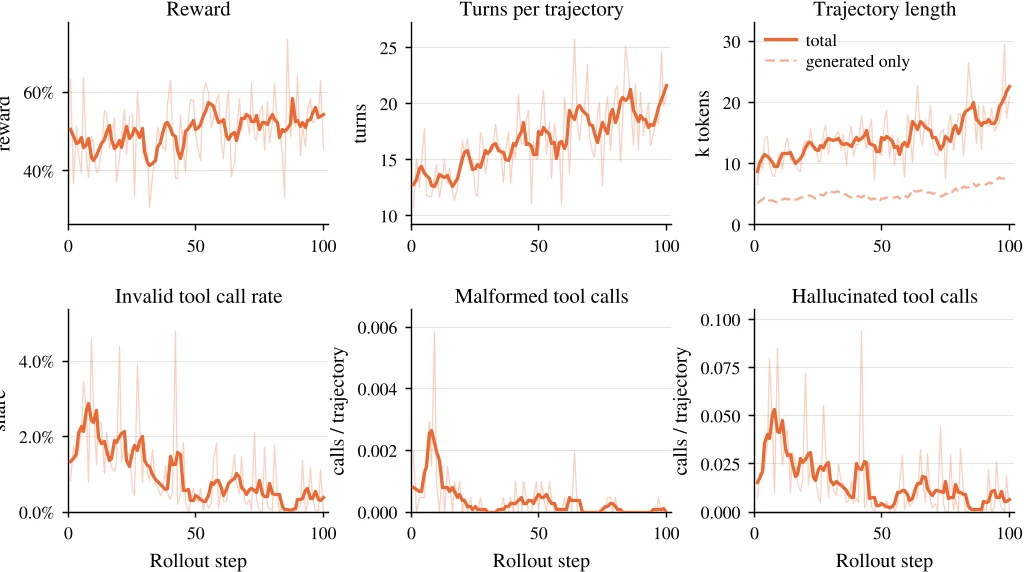 Reward
reward
60%
40%
0
50
100
Turns per trajectory
turns
25
20
15
10
0
50
100
Trajectory length
k tokens
30
20
10
0
total
generated only
0
50
100
Invalid tool call rate
share
4.0%
2.0%
0.0%
0
50
100
Rollout step
Malformed tool calls
calls / trajectory
0.006
0.004
0.002
0.000
0
50
100
Rollout step
Hallucinated tool calls
calls / trajectory
0.100
0.075
0.050
0.025
0.000
0
50
100
Rollout step